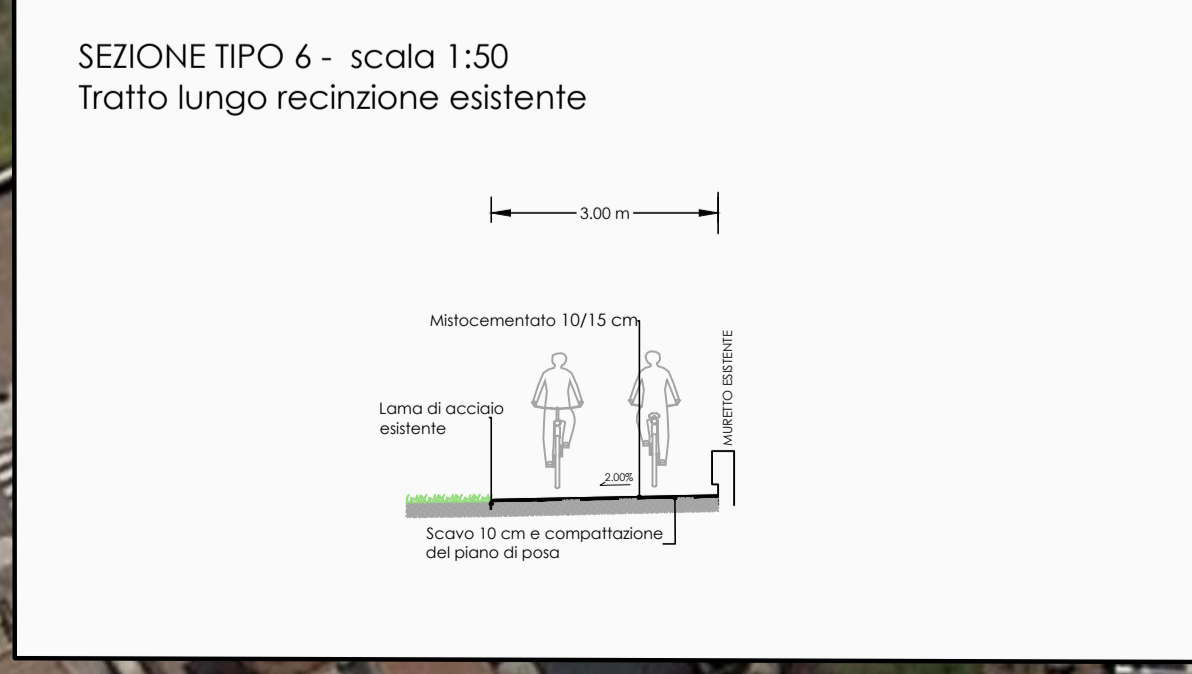 SEZIONE TIPO 6 - scala 1:50
Tratto lungo recinzione esistente
3.00 m
Mistocementato 10/15 cm
MURETTO ESISTENTE
Lama di acciaio
esistente
2.00%
Scavo 10 cm e compattazione
del piano di posa